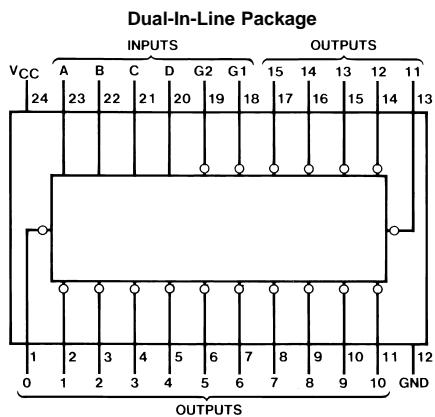 Dual-In-Line Package
INPUTS OUTPUTS
VCC A B C D G2 G1 15 14 13 12 11
24 23 22 21 20 19 18 17 16 15 14 13
1 2 3 4 5 6 7 8 9 10 11 12
0 1 2 3 4 5 6 7 8 9 10 GND
OUTPUTS